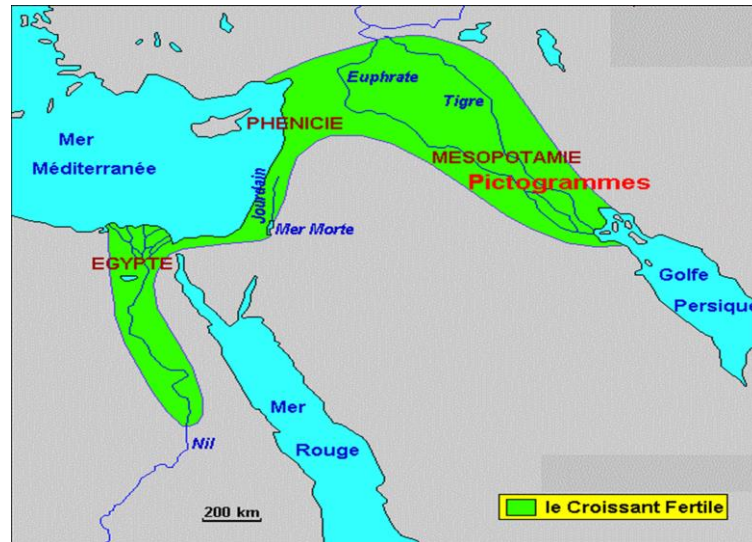 Euphrate
Tigre
PHENICIE
Mer
Méditerranée
MESOPOTAMIE
Pictogrammes
Jourdain
Mer Morte
EGYPTE
Golfe
Persique
Mer
Rouge
Nil
200 km
le Croissant Fertile